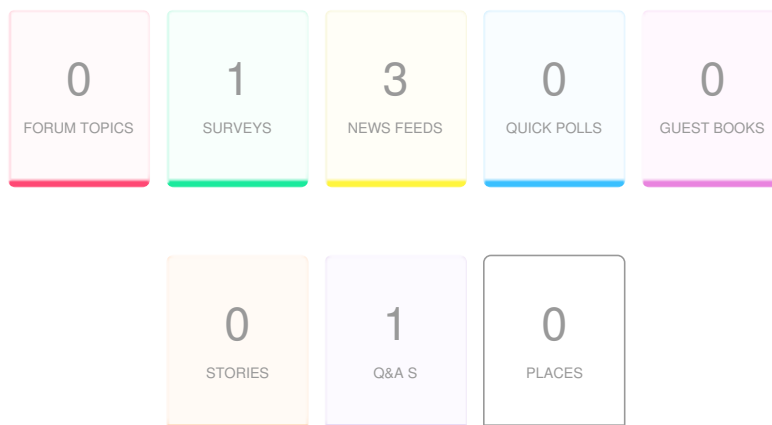 0 1 3 0 0
FORUM TOPICS SURVEYS NEWS FEEDS QUICK POLLS GUEST BOOKS
0 1 0
STORIES Q&A S PLACES